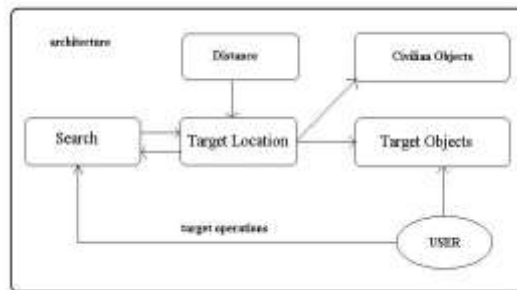 architecture
Distance
Civilian Objects
Search
Target Location
Target Objects
target operations
USER